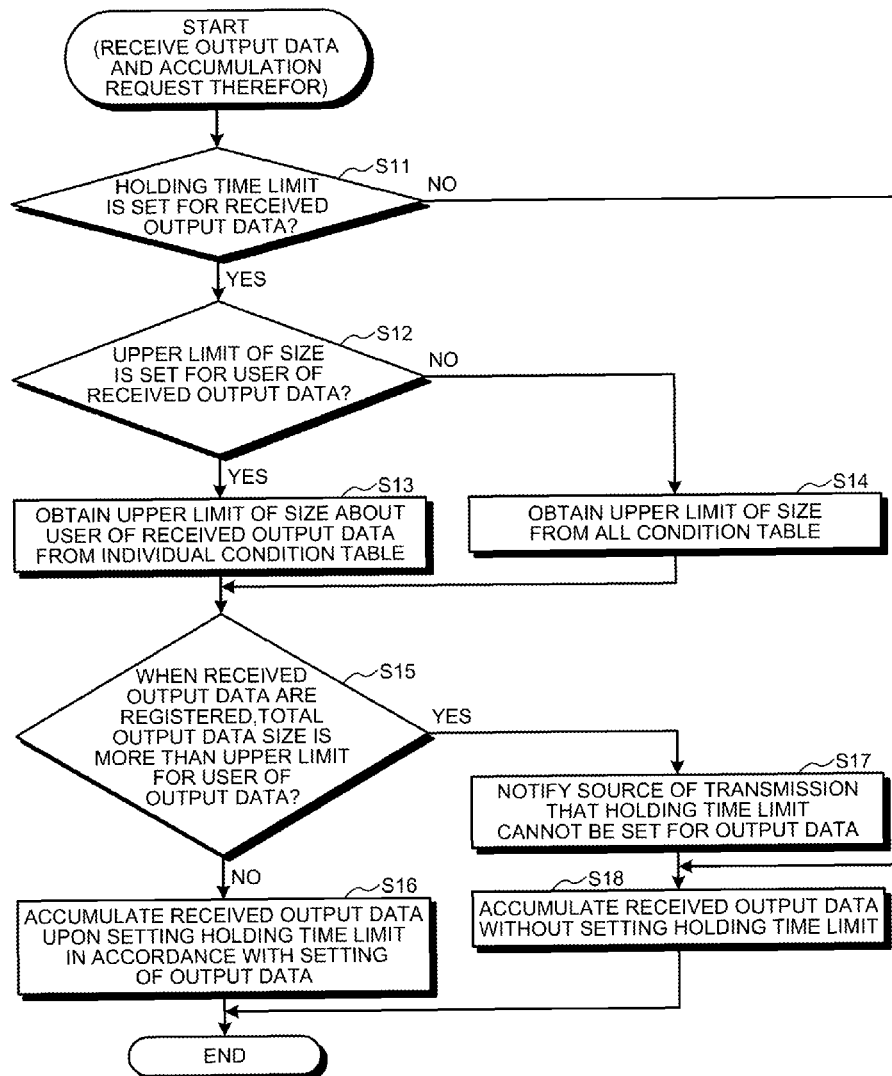 START
(RECEIVE OUTPUT DATA
AND ACCUMULATION
REQUEST THEREFOR)
S11
HOLDING TIME LIMIT
IS SET FOR RECEIVED
OUTPUT DATA?
NO
YES
S12
UPPER LIMIT OF SIZE
IS SET FOR USER OF
RECEIVED OUTPUT DATA?
NO
YES
S13
OBTAIN UPPER LIMIT OF SIZE ABOUT
USER OF RECEIVED OUTPUT DATA
FROM INDIVIDUAL CONDITION TABLE
S14
OBTAIN UPPER LIMIT OF SIZE
FROM ALL CONDITION TABLE
S15
WHEN RECEIVED
OUTPUT DATA ARE
REGISTERED,TOTAL
OUTPUT DATA SIZE IS
MORE THAN UPPER LIMIT
FOR USER OF
OUTPUT DATA?
YES
NO
S17
NOTIFY SOURCE OF TRANSMISSION
THAT HOLDING TIME LIMIT
CANNOT BE SET FOR OUTPUT DATA
S16
ACCUMULATE RECEIVED OUTPUT DATA
UPON SETTING HOLDING TIME LIMIT
IN ACCORDANCE WITH SETTING
OF OUTPUT DATA
S18
ACCUMULATE RECEIVED OUTPUT DATA
WITHOUT SETTING HOLDING TIME LIMIT
END